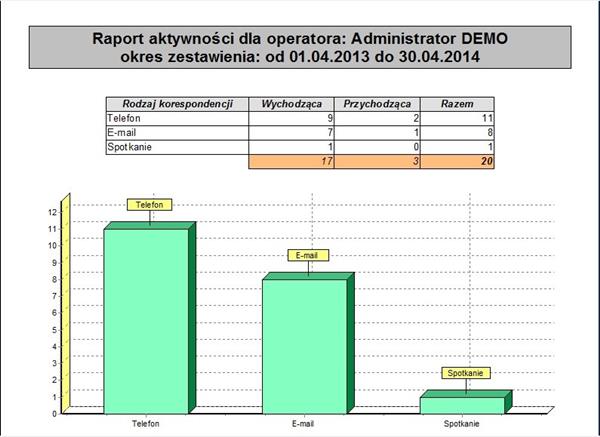 Raport aktywności dla operatora: Administrator DEMO
okres zestawienia: od 01.04.2013 do 30.04.2014
Rodzaj korespondencji Wychodząca Przychodząca Razem
Telefon 9 2 11
E-mail 7 1 8
Spotkanie 1 0 1
17 3 20
12
11
10
9
8
7
6
5
4
3
2
1
0
Telefon
E-mail
Spotkanie
Telefon E-mail Spotkanie